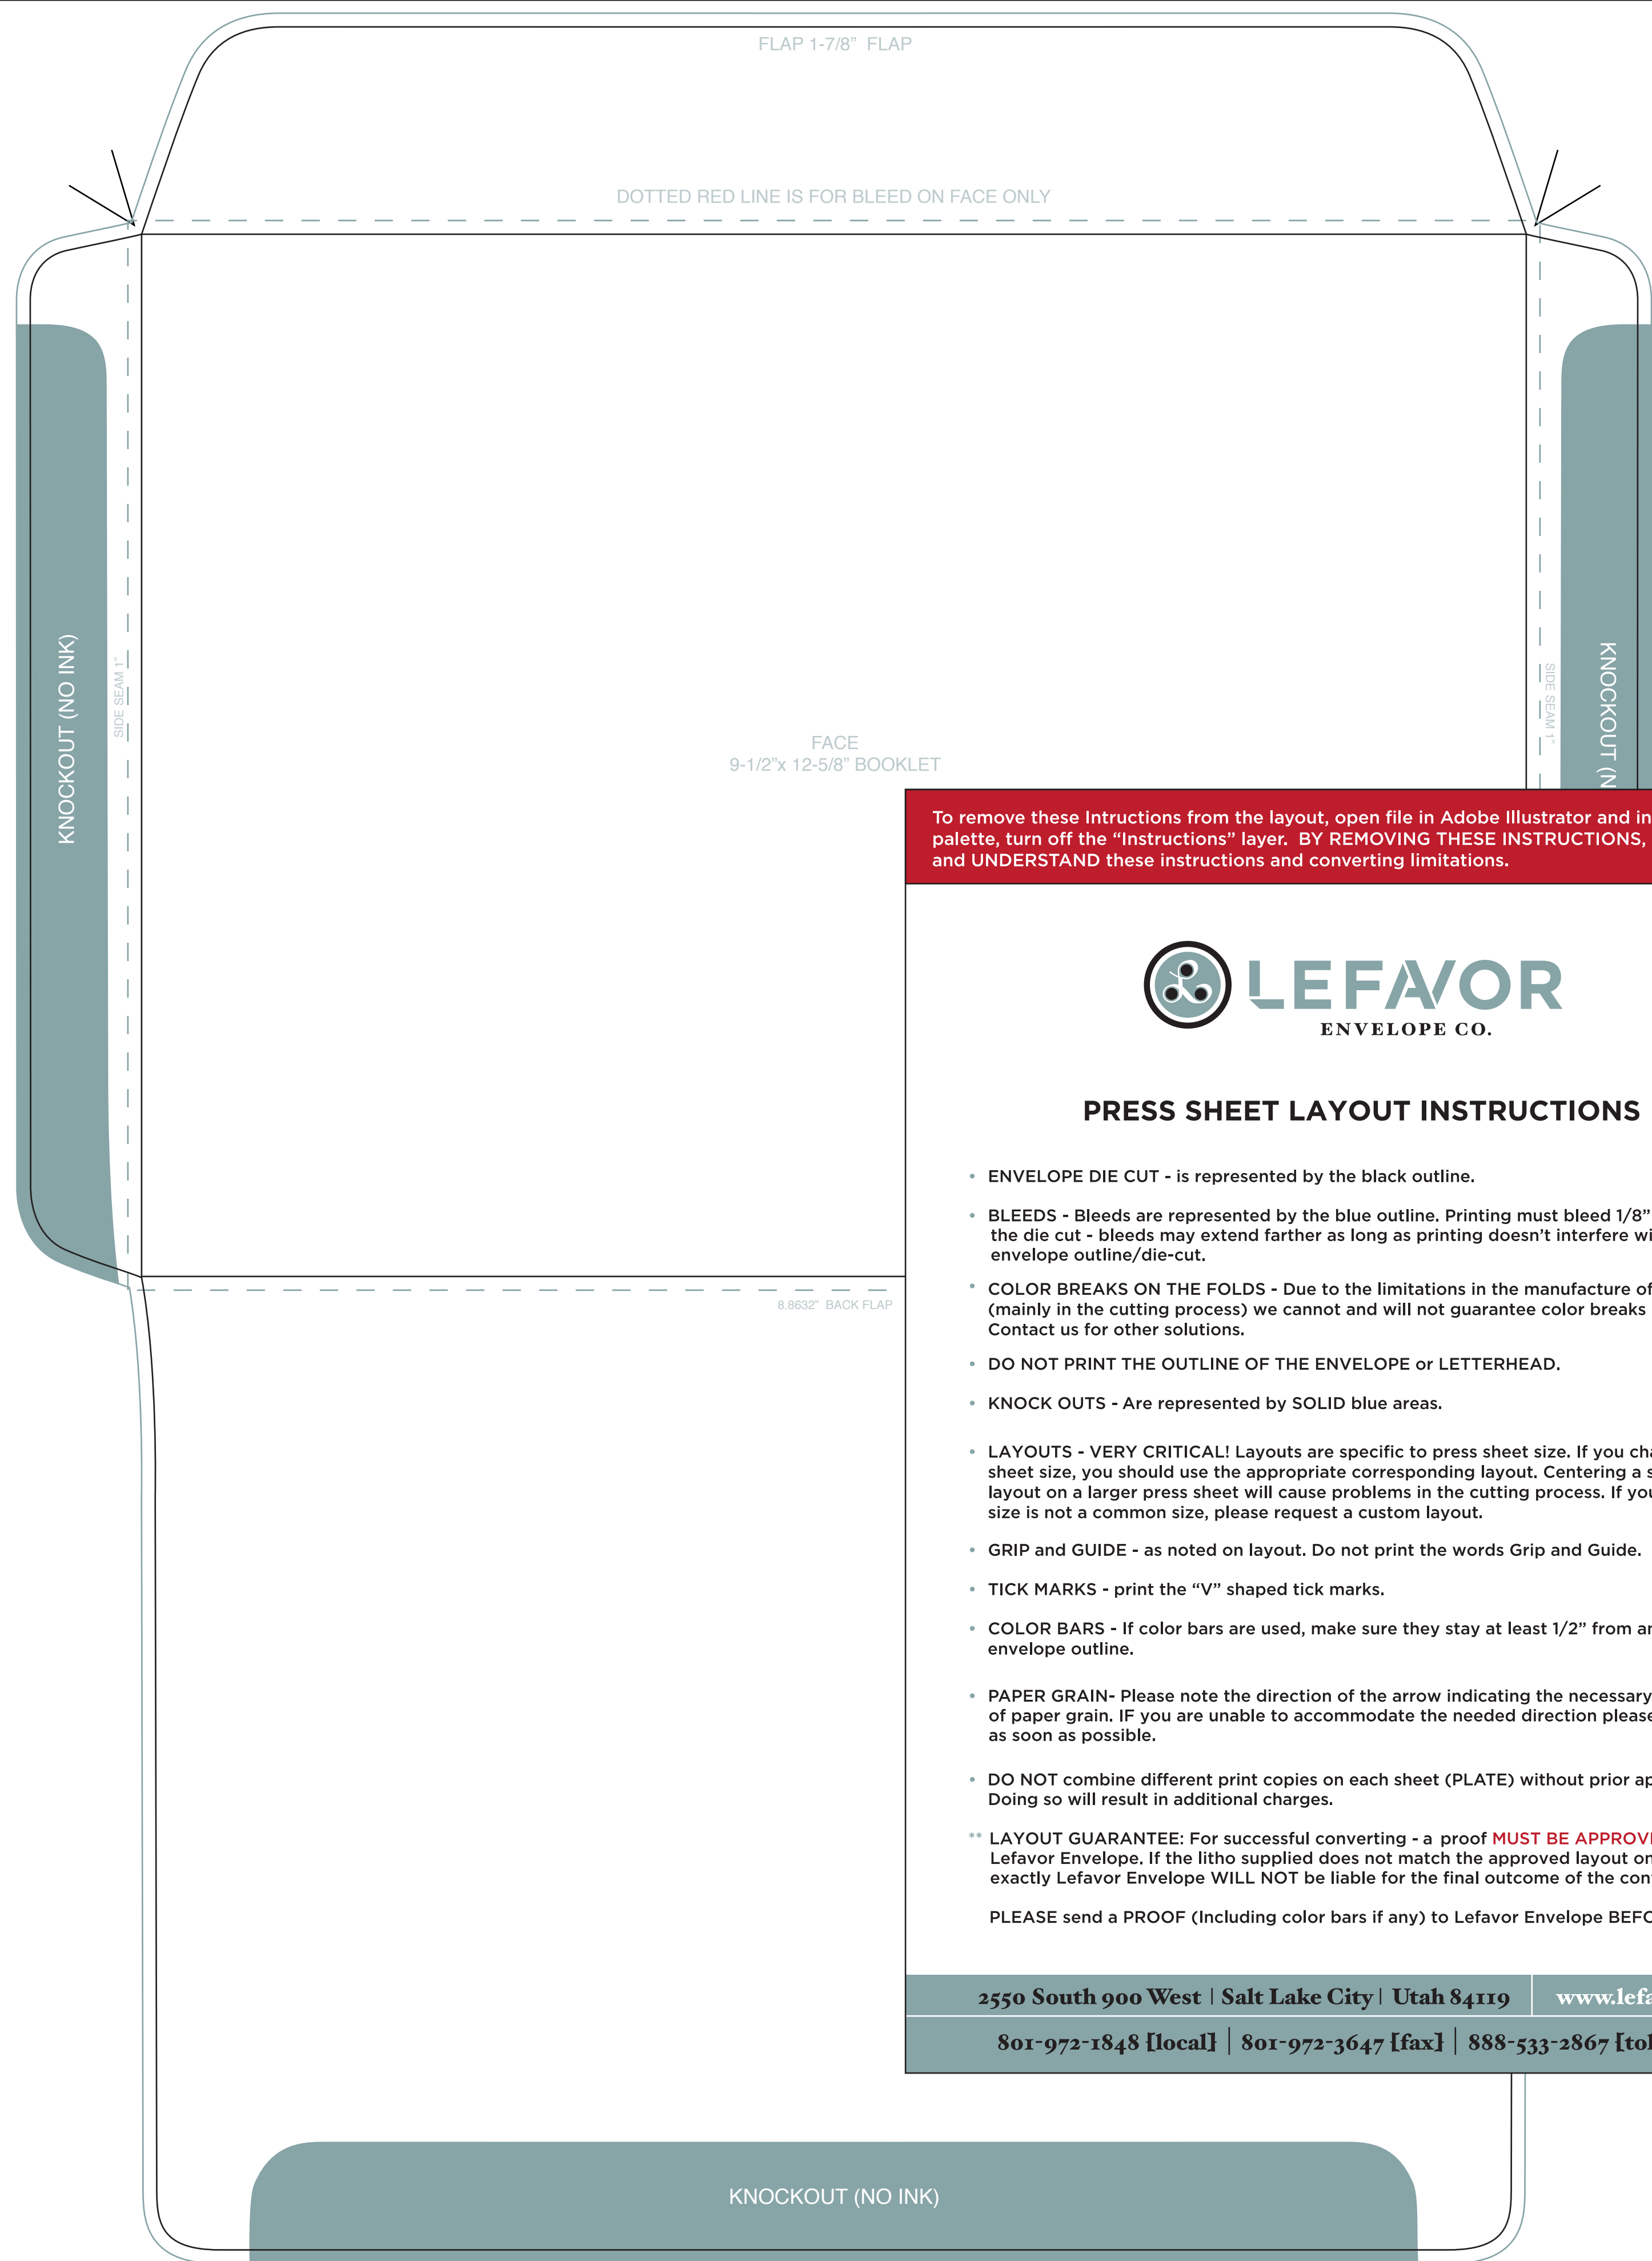 FLAP 1-7/8” FLAP
DOTTED RED LINE IS FOR BLEED ON FACE ONLY
KNOCKOUT (NO INK)
SIDE SEAM 1”
SIDE SEAM 1”
KNOCKOUT (N
FACE
9-1/2”x 12-5/8” BOOKLET
To remove these Intructions from the layout, open file in Adobe Illustrator and in
palette, turn off the “Instructions” layer. BY REMOVING THESE INSTRUCTIONS,
and UNDERSTAND these instructions and converting limitations.
LEFAVOR
ENVELOPE CO.
PRESS SHEET LAYOUT INSTRUCTIONS
• ENVELOPE DIE CUT - is represented by the black outline.
• BLEEDS - Bleeds are represented by the blue outline. Printing must bleed 1/8”
the die cut - bleeds may extend farther as long as printing doesn’t interfere wi
envelope outline/die-cut.
• COLOR BREAKS ON THE FOLDS - Due to the limitations in the manufacture of
(mainly in the cutting process) we cannot and will not guarantee color breaks
Contact us for other solutions.
8.8632” BACK FLAP
• DO NOT PRINT THE OUTLINE OF THE ENVELOPE or LETTERHEAD.
• KNOCK OUTS - Are represented by SOLID blue areas.
• LAYOUTS - VERY CRITICAL! Layouts are specific to press sheet size. If you cha
sheet size, you should use the appropriate corresponding layout. Centering a s
layout on a larger press sheet will cause problems in the cutting process. If you
size is not a common size, please request a custom layout.
• GRIP and GUIDE - as noted on layout. Do not print the words Grip and Guide.
• TICK MARKS - print the “V” shaped tick marks.
• COLOR BARS - If color bars are used, make sure they stay at least 1/2” from an
envelope outline.
• PAPER GRAIN- Please note the direction of the arrow indicating the necessary
of paper grain. IF you are unable to accommodate the needed direction please
as soon as possible.
• DO NOT combine different print copies on each sheet (PLATE) without prior ap
Doing so will result in additional charges.
** LAYOUT GUARANTEE: For successful converting - a proof MUST BE APPROV
Lefavor Envelope. If the litho supplied does not match the approved layout on
exactly Lefavor Envelope WILL NOT be liable for the final outcome of the con
PLEASE send a PROOF (Including color bars if any) to Lefavor Envelope BEFO
2550 South 900 West | Salt Lake City | Utah 84119 www.lefa
801-972-1848 [local] | 801-972-3647 [fax] | 888-533-2867 [tol
KNOCKOUT (NO INK)